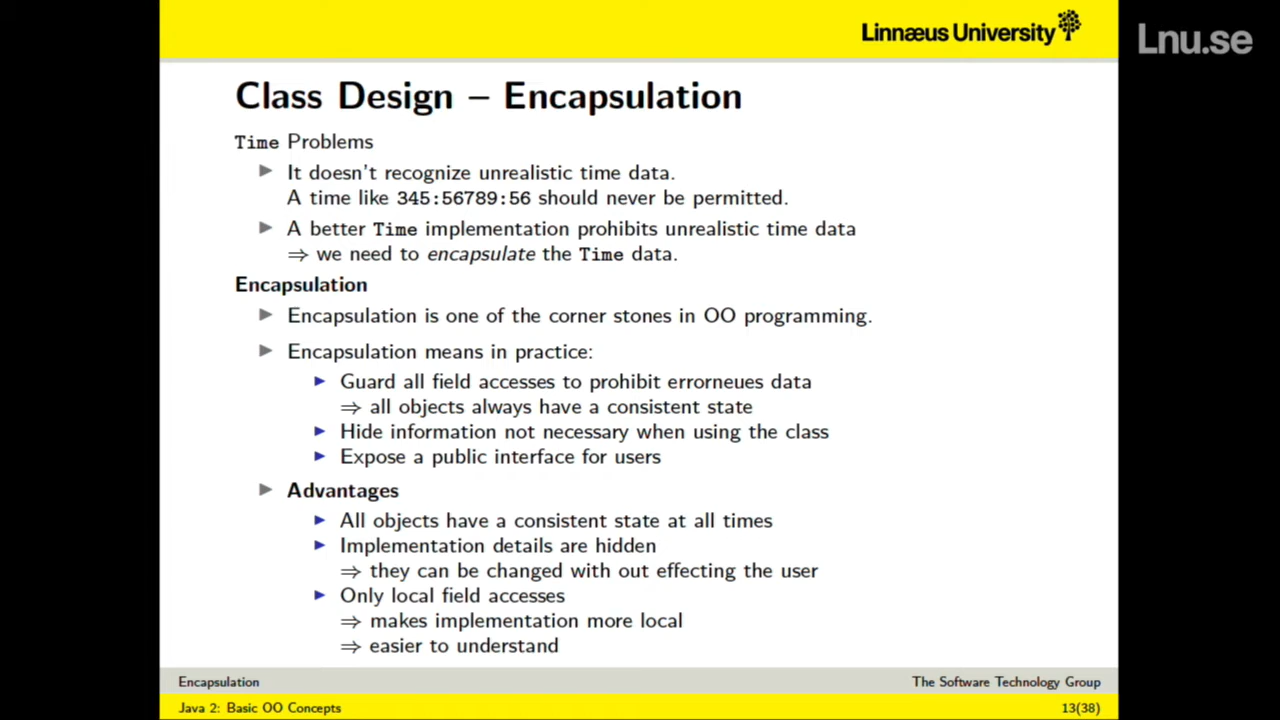 Linnæus University
Lnu.se
Class Design – Encapsulation
Time Problems
▶ It doesn't recognize unrealistic time data.
A time like 345:56789:56 should never be permitted.
▶ A better Time implementation prohibits unrealistic time data
⇒ we need to encapsulate the Time data.
Encapsulation
▶ Encapsulation is one of the corner stones in OO programming.
▶ Encapsulation means in practice:
▶ Guard all field accesses to prohibit errorneues data
⇒ all objects always have a consistent state
▶ Hide information not necessary when using the class
▶ Expose a public interface for users
▶ Advantages
▶ All objects have a consistent state at all times
▶ Implementation details are hidden
⇒ they can be changed with out effecting the user
▶ Only local field accesses
⇒ makes implementation more local
⇒ easier to understand
Encapsulation The Software Technology Group
Java 2: Basic OO Concepts 13(38)